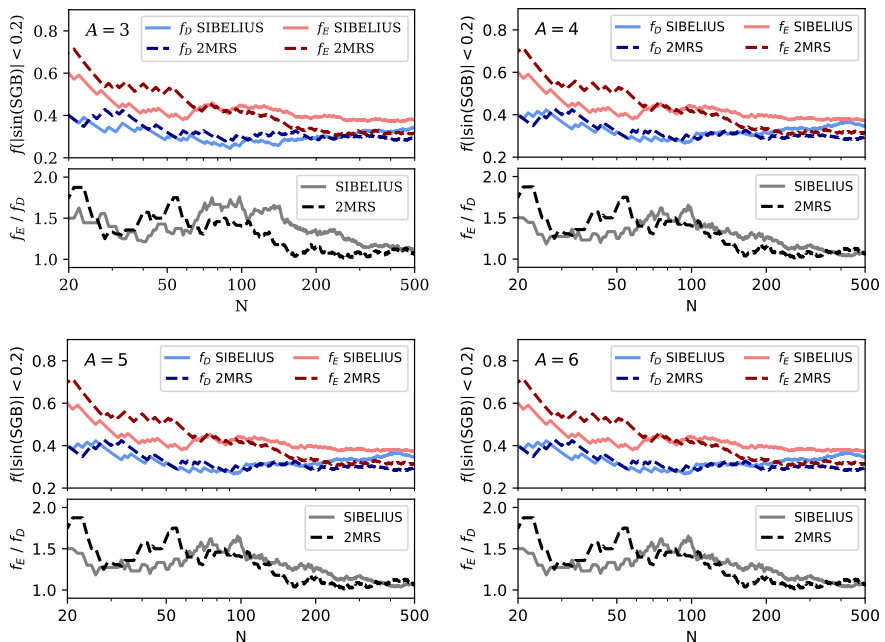 A = 3
f_D SIBELIUS
f_E SIBELIUS
f_D 2MRS
f_E 2MRS
f(|sin(SGB)| < 0.2)
0.8
0.6
0.4
0.2
SIBELIUS
2MRS
f_E / f_D
2.0
1.5
1.0
20 50 100 200 500
N
A = 4
f_D SIBELIUS
f_E SIBELIUS
f_D 2MRS
f_E 2MRS
f(|sin(SGB)| < 0.2)
0.8
0.6
0.4
0.2
SIBELIUS
2MRS
f_E / f_D
2.0
1.5
1.0
20 50 100 200 500
N
A = 5
f_D SIBELIUS
f_E SIBELIUS
f_D 2MRS
f_E 2MRS
f(|sin(SGB)| < 0.2)
0.8
0.6
0.4
0.2
SIBELIUS
2MRS
f_E / f_D
2.0
1.5
1.0
20 50 100 200 500
N
A = 6
f_D SIBELIUS
f_E SIBELIUS
f_D 2MRS
f_E 2MRS
f(|sin(SGB)| < 0.2)
0.8
0.6
0.4
0.2
SIBELIUS
2MRS
f_E / f_D
2.0
1.5
1.0
20 50 100 200 500
N